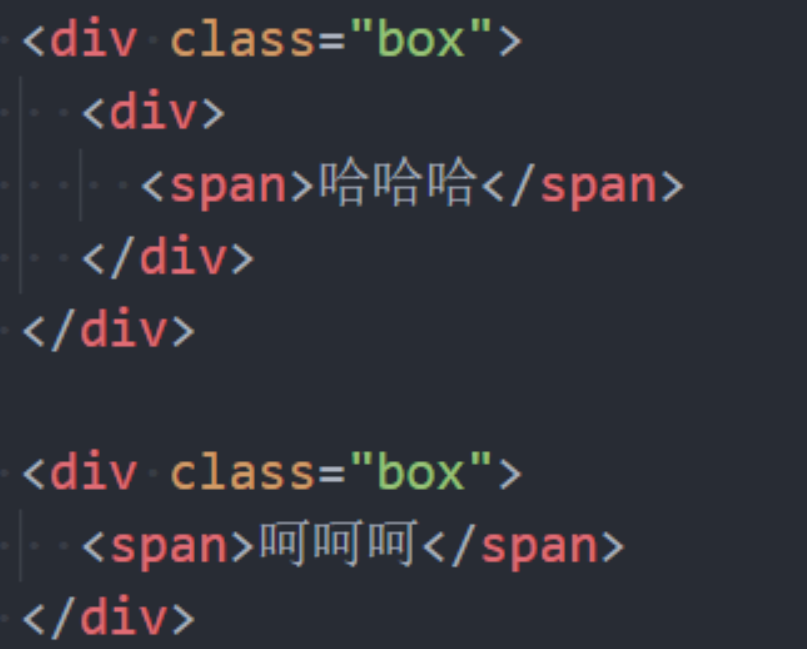 <div class="box">
<div>
<span>哈哈哈</span>
</div>
</div>
<div class="box">
<span>呵呵呵</span>
</div>